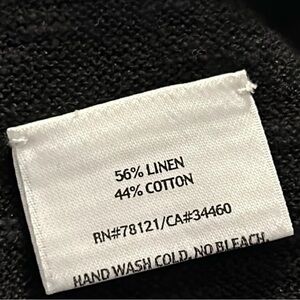 56% LINEN
44% COTTON
RN#78121/CA#34460
HAND WASH COLD. NO BLEACH.